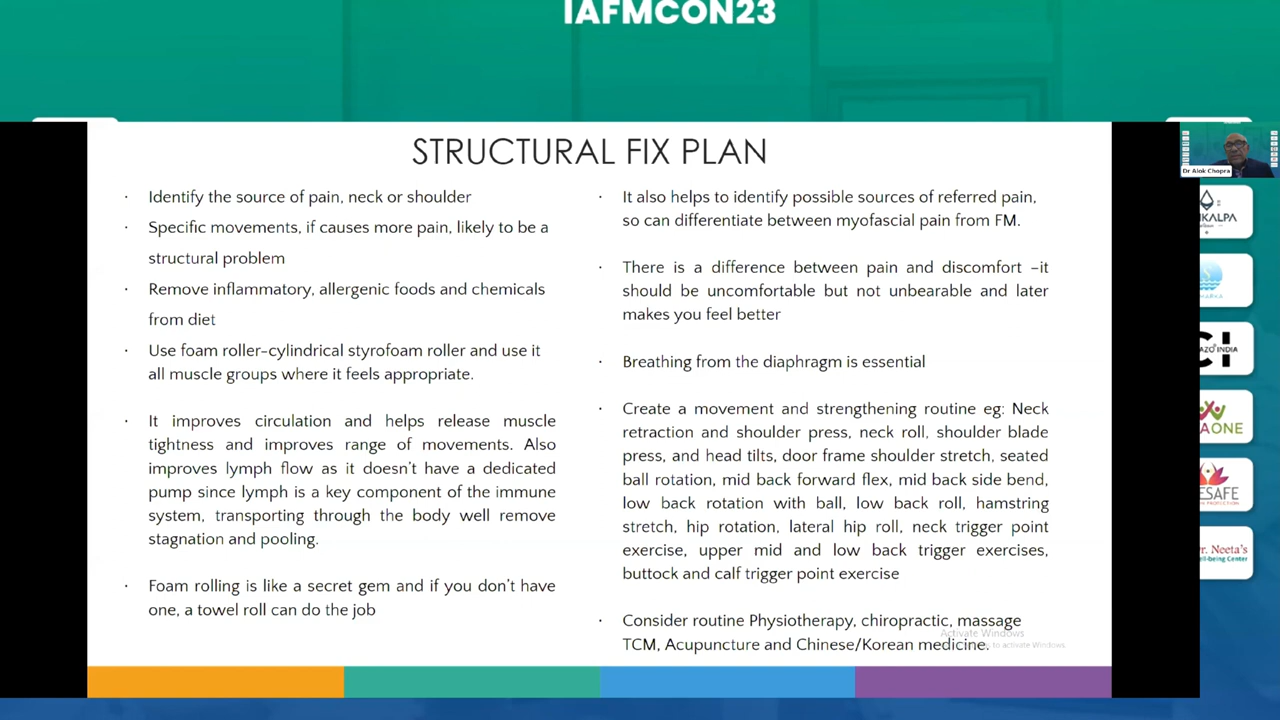 IAFMCON23
STRUCTURAL FIX PLAN
· Identify the source of pain, neck or shoulder
· Specific movements, if causes more pain, likely to be a
structural problem
· Remove inflammatory, allergenic foods and chemicals
from diet
· Use foam roller-cylindrical styrofoam roller and use it
all muscle groups where it feels appropriate.
· It improves circulation and helps release muscle
tightness and improves range of movements. Also
improves lymph flow as it doesn't have a dedicated
pump since lymph is a key component of the immune
system, transporting through the body well remove
stagnation and pooling.
· Foam rolling is like a secret gem and if you don't have
one, a towel roll can do the job
· It also helps to identify possible sources of referred pain,
so can differentiate between myofascial pain from FM.
· There is a difference between pain and discomfort –it
should be uncomfortable but not unbearable and later
makes you feel better
· Breathing from the diaphragm is essential
· Create a movement and strengthening routine eg: Neck
retraction and shoulder press, neck roll, shoulder blade
press, and head tilts, door frame shoulder stretch, seated
ball rotation, mid back forward flex, mid back side bend,
low back rotation with ball, low back roll, hamstring
stretch, hip rotation, lateral hip roll, neck trigger point
exercise, upper mid and low back trigger exercises,
buttock and calf trigger point exercise
· Consider routine Physiotherapy, chiropractic, massage
TCM, Acupuncture and Chinese/Korean medicine.
Activate Windows
to activate Windows.
Dr Alok Chopra
KALPA
INDIA
AONE
ESAFE
r. Neeta's
ll-being Center